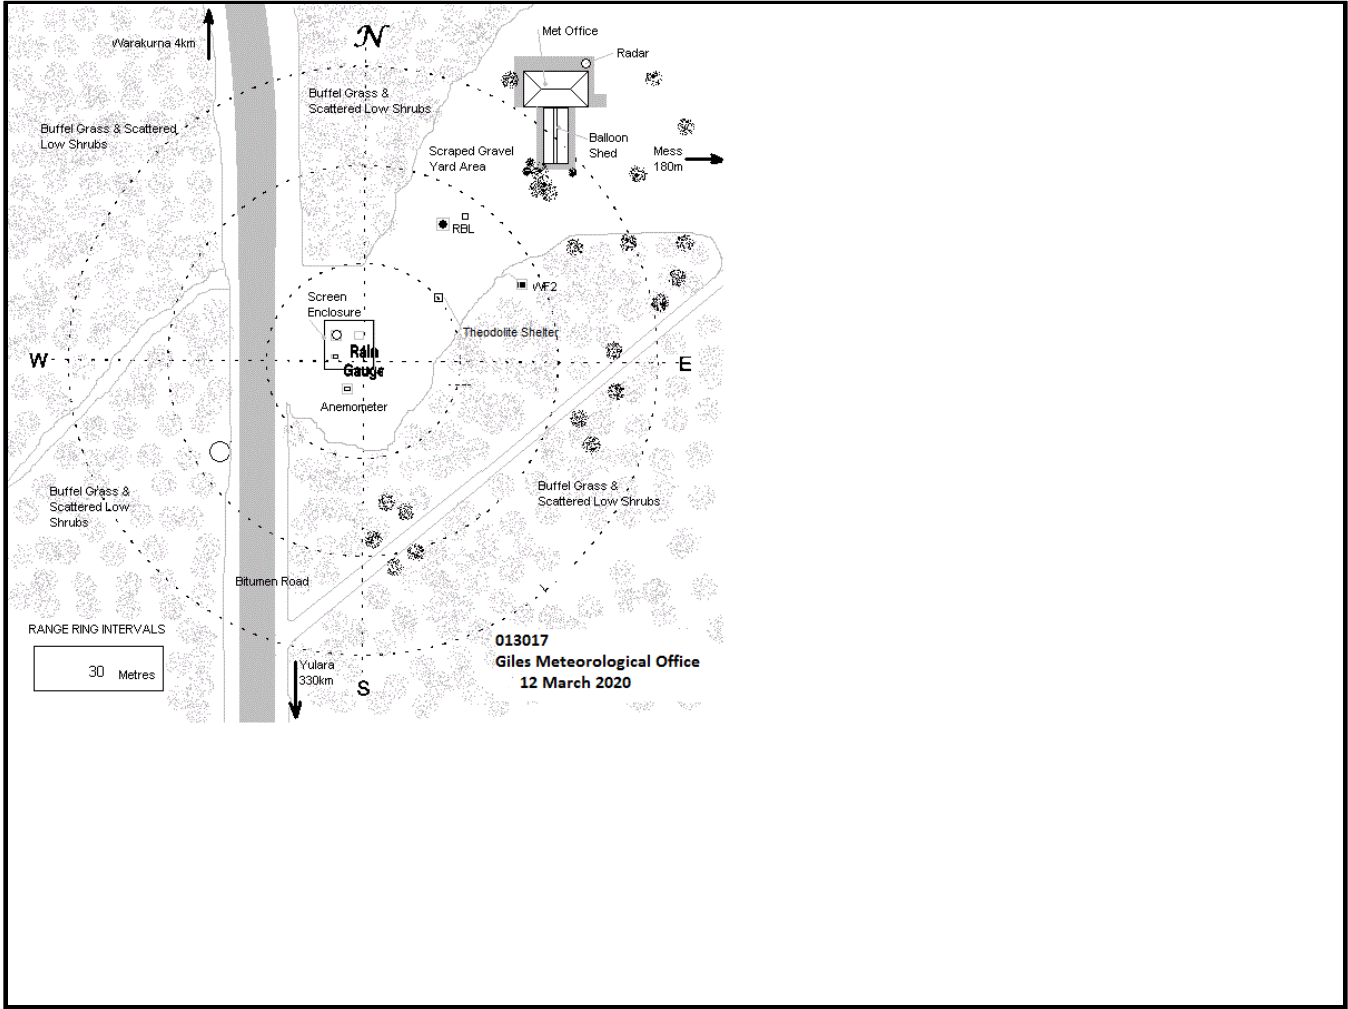 N
Met Office
Radar
Warakurna 4km
Buffel Grass &
Scattered Low Shrubs
Buffel Grass & Scattered
Low Shrubs
Balloon
Shed
Scraped Gravel
Yard Area
Mess
180m
RBL
WF2
Screen
Enclosure
Theodolite Shelter
W
Rain
Gauge
E
Anemometer
Buffel Grass &
Scattered Low
Shrubs
Buffel Grass &
Scattered Low Shrubs
Bitumen Road
RANGE RING INTERVALS
30 Metres
013017
Giles Meteorological Office
12 March 2020
Yulara
330km
S